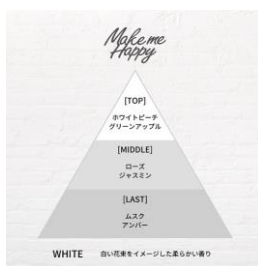 Make me
Happy
[TOP]
ホワイトピーチ
グリーンアップル
[MIDDLE]
ローズ
ジャスミン
[LAST]
ムスク
アンバー
WHITE 白い花束をイメージした柔らかい香り